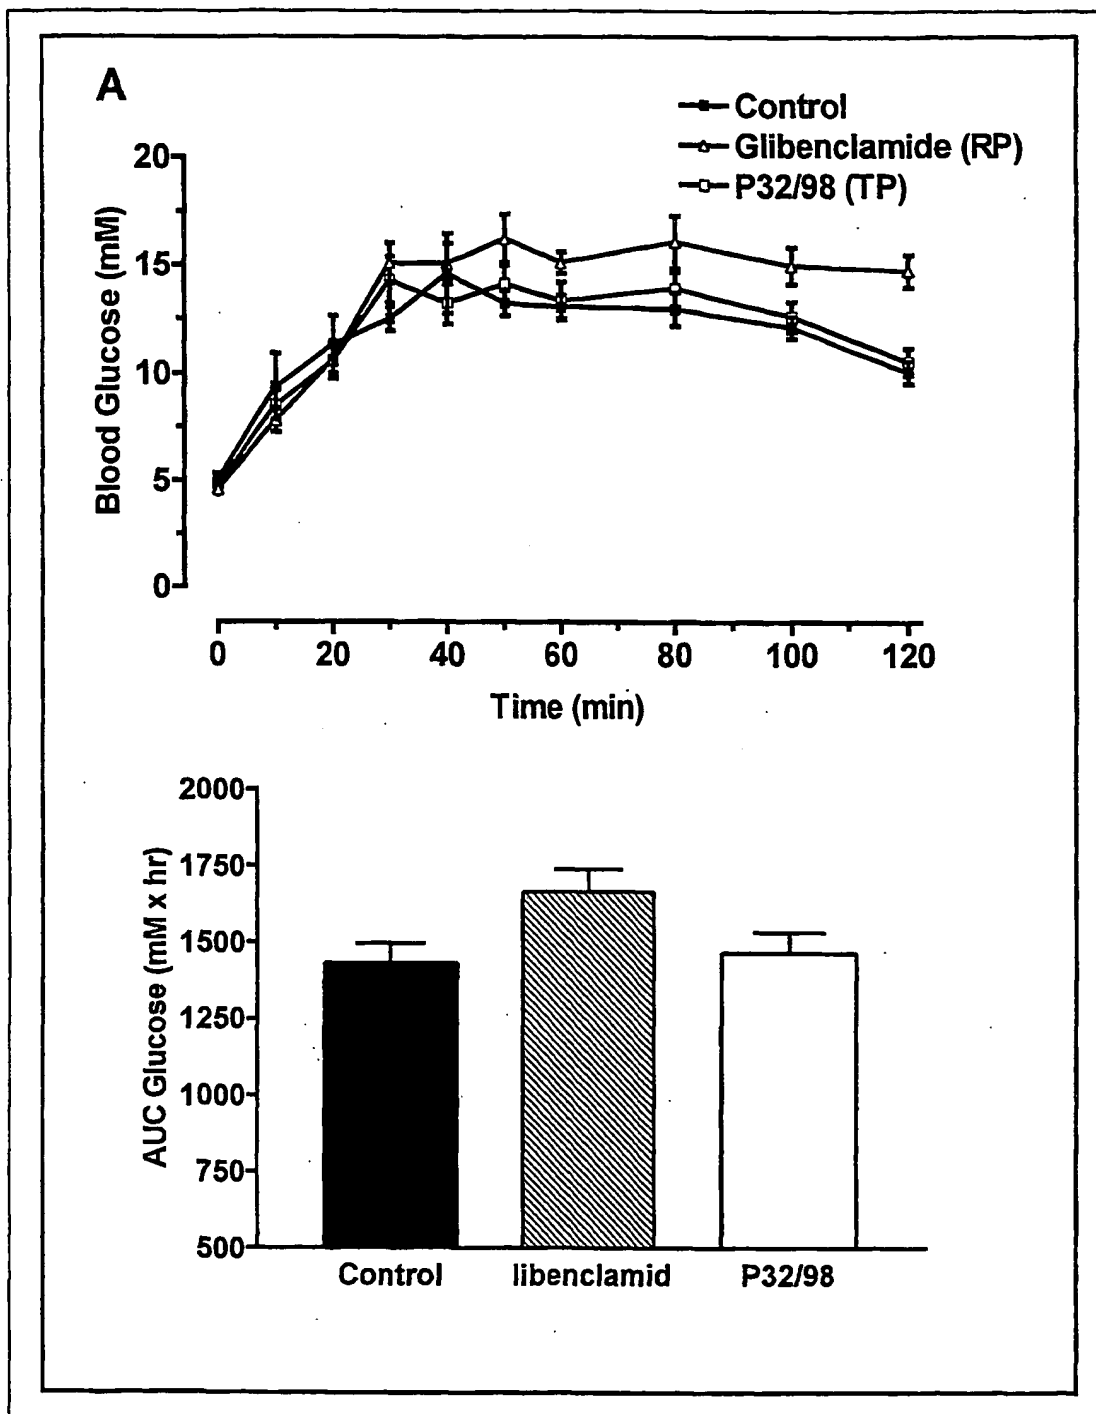 A
Control
Glibenclamide (RP)
P32/98 (TP)
20
15
10
5
0
Blood Glucose (mM)
0 20 40 60 80 100 120
Time (min)
2000
1750
1500
1250
1000
750
500
AUC Glucose (mM x hr)
Control libenclamid P32/98